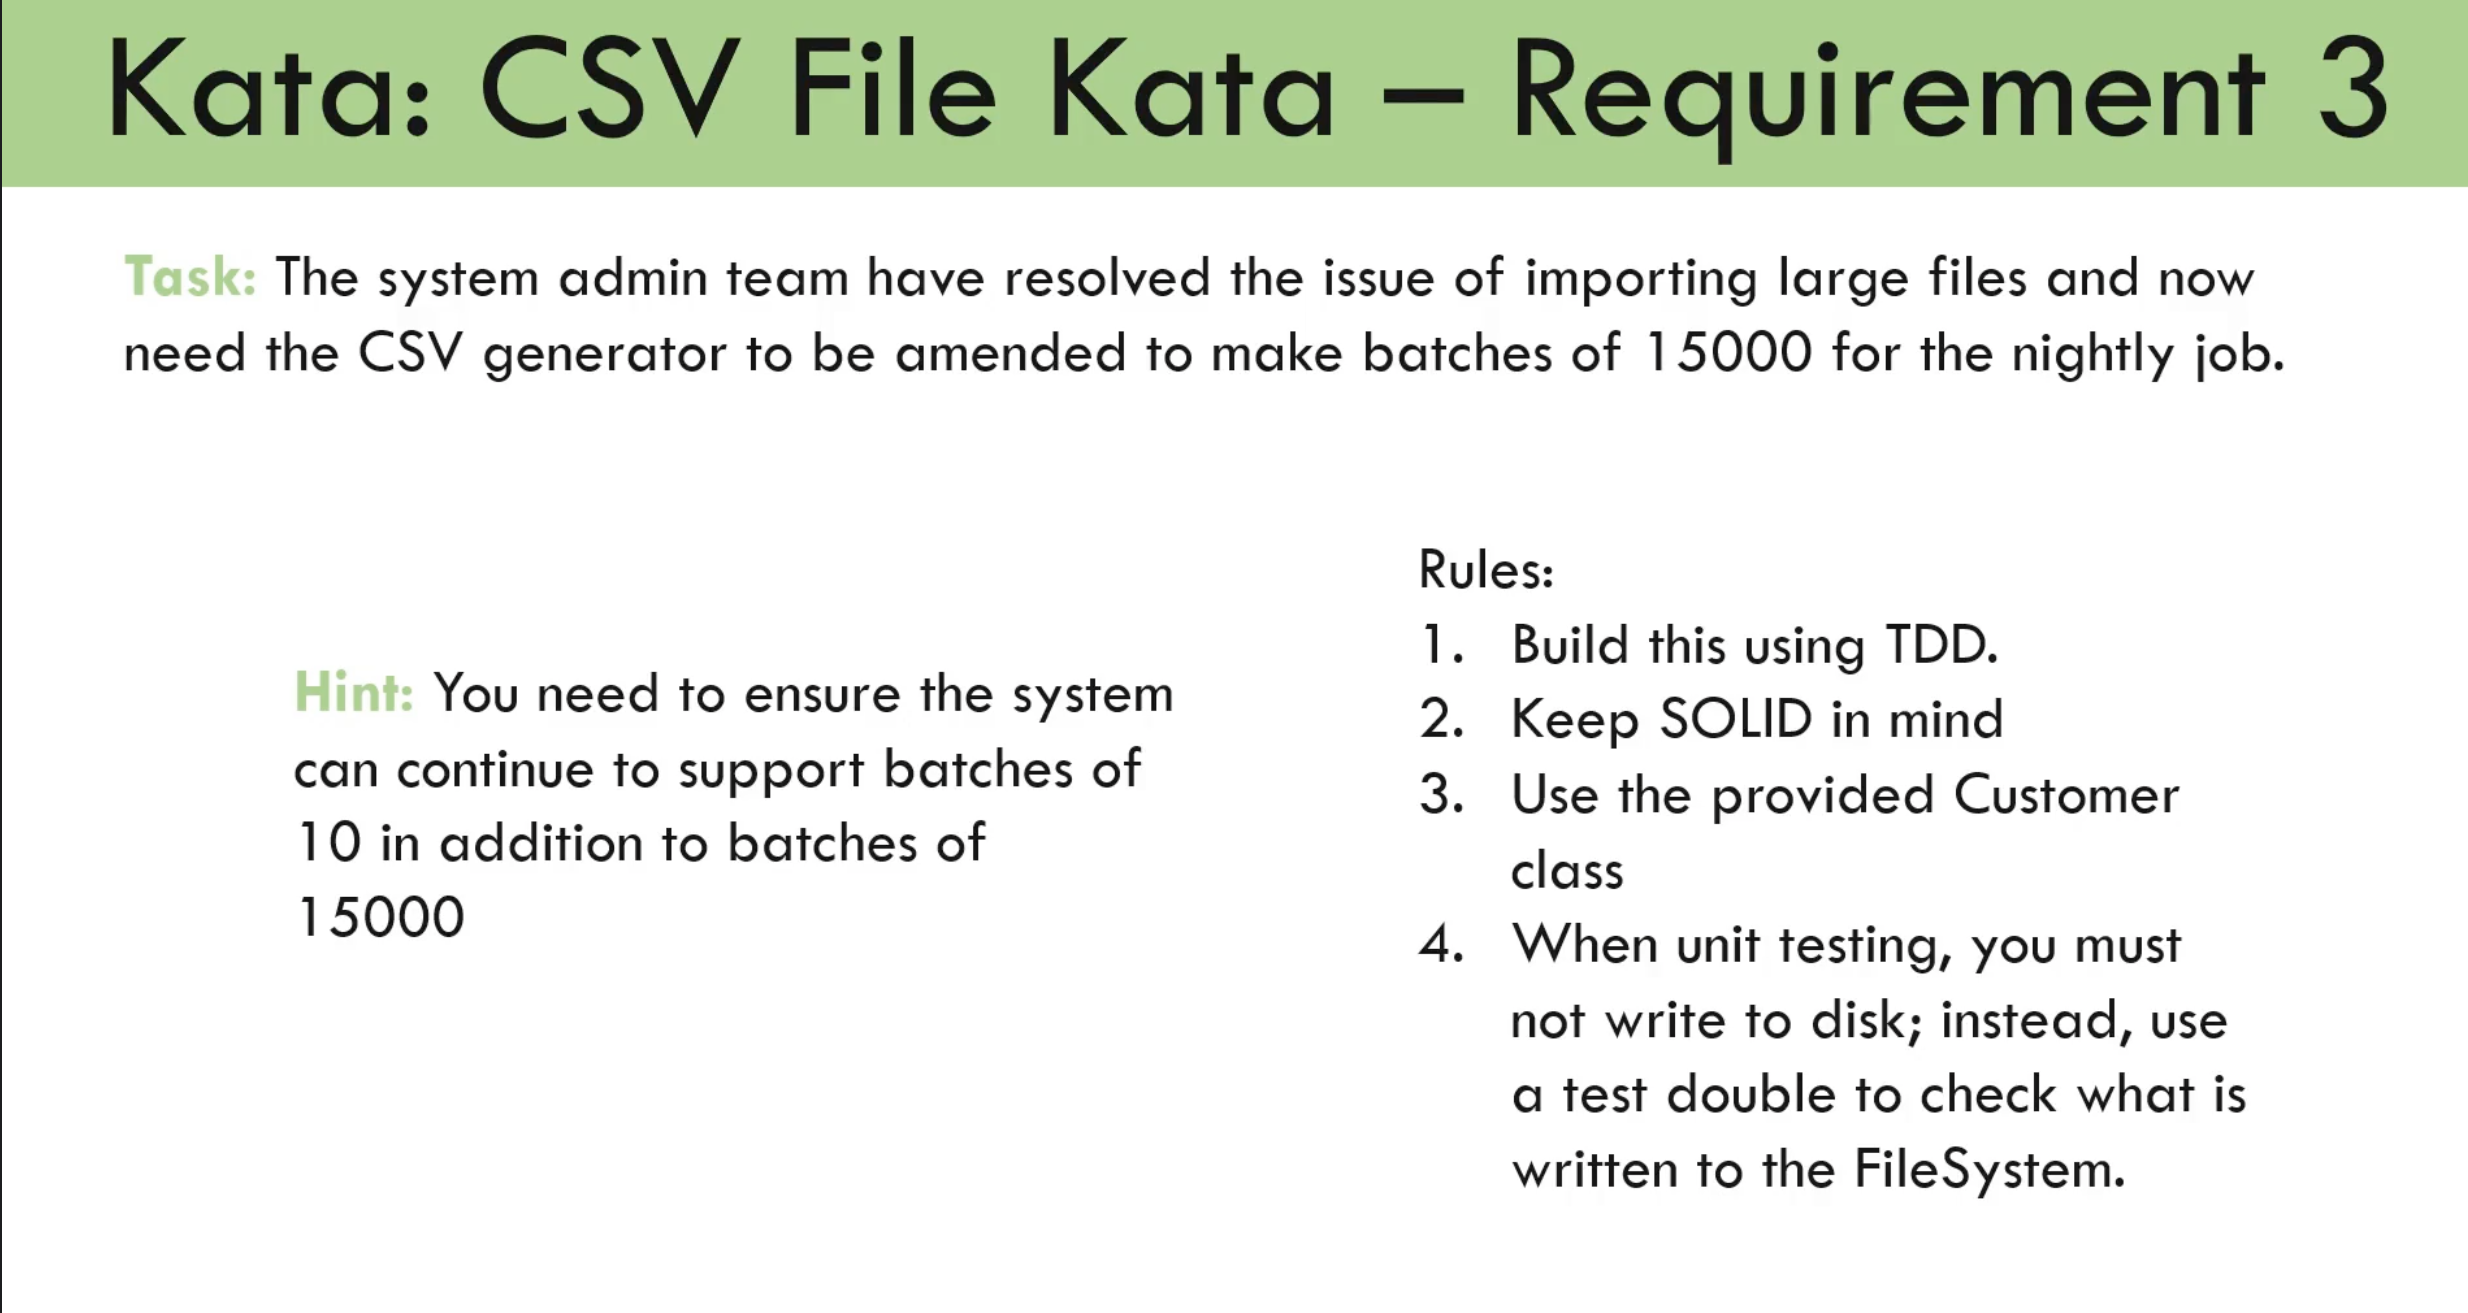 Kata: CSV File Kata – Requirement 3
Task: The system admin team have resolved the issue of importing large files and now
need the CSV generator to be amended to make batches of 15000 for the nightly job.
Hint: You need to ensure the system
can continue to support batches of
10 in addition to batches of
15000
Rules:
1. Build this using TDD.
2. Keep SOLID in mind
3. Use the provided Customer
class
4. When unit testing, you must
not write to disk; instead, use
a test double to check what is
written to the FileSystem.